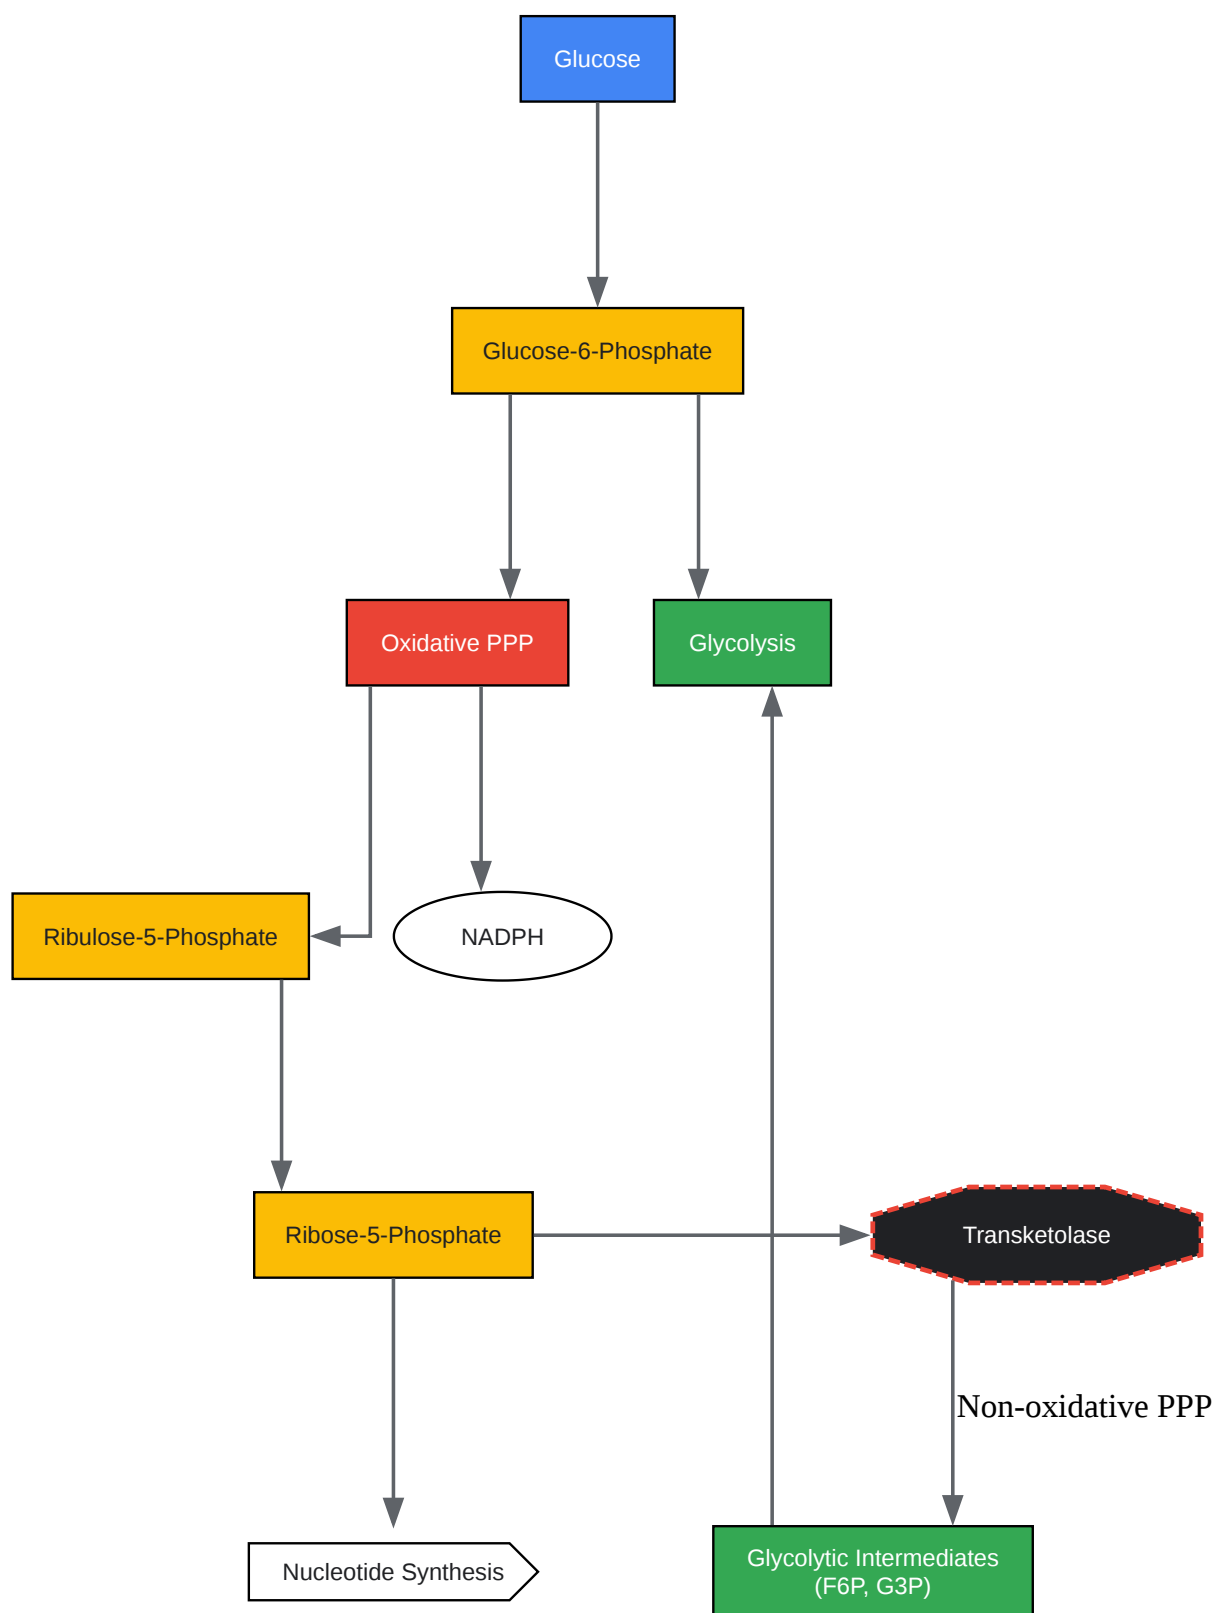 Glucose
Glucose-6-Phosphate
Oxidative PPP
Glycolysis
Ribulose-5-Phosphate
NADPH
Ribose-5-Phosphate
Transketolase
Non-oxidative PPP
Nucleotide Synthesis
Glycolytic Intermediates
(F6P, G3P)